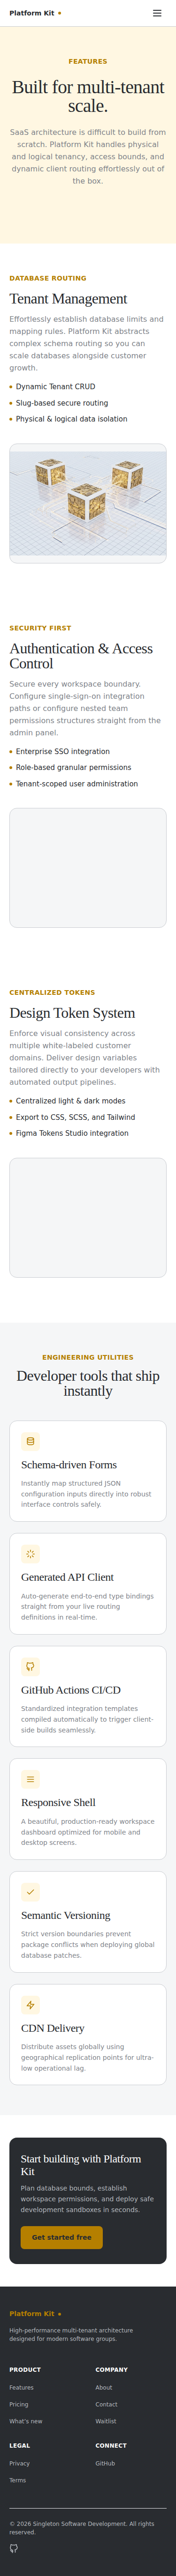 Platform Kit
FEATURES
Built for multi-tenant
scale.
SaaS architecture is difficult to build from
scratch. Platform Kit handles physical
and logical tenancy, access bounds, and
dynamic client routing effortlessly out of
the box.
DATABASE ROUTING
Tenant Management
Effortlessly establish database limits and
mapping rules. Platform Kit abstracts
complex schema routing so you can
scale databases alongside customer
growth.
Dynamic Tenant CRUD
Slug-based secure routing
Physical & logical data isolation
SECURITY FIRST
Authentication & Access
Control
Secure every workspace boundary.
Configure single-sign-on integration
paths or configure nested team
permissions structures straight from the
admin panel.
Enterprise SSO integration
Role-based granular permissions
Tenant-scoped user administration
CENTRALIZED TOKENS
Design Token System
Enforce visual consistency across
multiple white-labeled customer
domains. Deliver design variables
tailored directly to your developers with
automated output pipelines.
Centralized light & dark modes
Export to CSS, SCSS, and Tailwind
Figma Tokens Studio integration
ENGINEERING UTILITIES
Developer tools that ship
instantly
Schema-driven Forms
Instantly map structured JSON
configuration inputs directly into robust
interface controls safely.
Generated API Client
Auto-generate end-to-end type bindings
straight from your live routing
definitions in real-time.
GitHub Actions CI/CD
Standardized integration templates
compiled automatically to trigger client-
side builds seamlessly.
Responsive Shell
A beautiful, production-ready workspace
dashboard optimized for mobile and
desktop screens.
Semantic Versioning
Strict version boundaries prevent
package conflicts when deploying global
database patches.
CDN Delivery
Distribute assets globally using
geographical replication points for ultra-
low operational lag.
Start building with Platform
Kit
Plan database bounds, establish
workspace permissions, and deploy safe
development sandboxes in seconds.
Get started free
Platform Kit
High-performance multi-tenant architecture
designed for modern software groups.
PRODUCT
Features
Pricing
What's new
COMPANY
About
Contact
Waitlist
LEGAL
Privacy
Terms
CONNECT
GitHub
© 2026 Singleton Software Development. All rights
reserved.